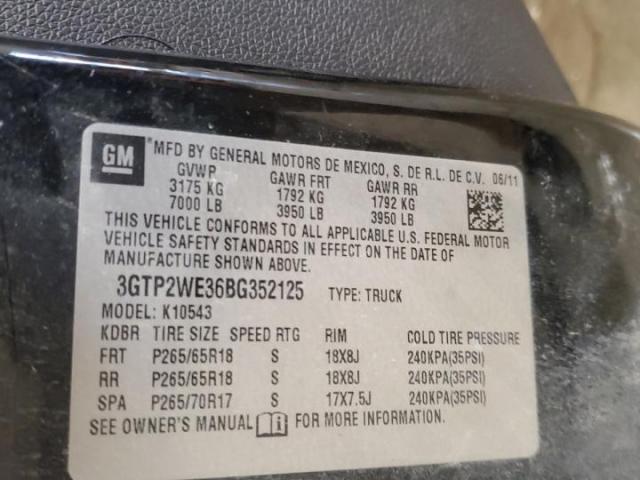 GM
*MFD BY GENERAL MOTORS DE MEXICO, S. DE R.L. DE C.V. 06/11
GVWR GAWR FRT GAWR RR
3175 KG 1792 KG 1792 KG
7000 LB 3950 LB 3950 LB
THIS VEHICLE CONFORMS TO ALL APPLICABLE U.S. FEDERAL MOTOR
VEHICLE SAFETY STANDARDS IN EFFECT ON THE DATE OF
MANUFACTURE SHOWN ABOVE.
3GTP2WE36BG352125 TYPE: TRUCK
MODEL: K10543
KDBR TIRE SIZE SPEED RTG RIM COLD TIRE PRESSURE
FRT P265/65R18 S 18X8J 240KPA(35PSI)
RR P265/65R18 S 18X8J 240KPA(35PSI)
SPA P265/70R17 S 17X7.5J 240KPA(35PSI)
SEE OWNER'S MANUAL i FOR MORE INFORMATION.